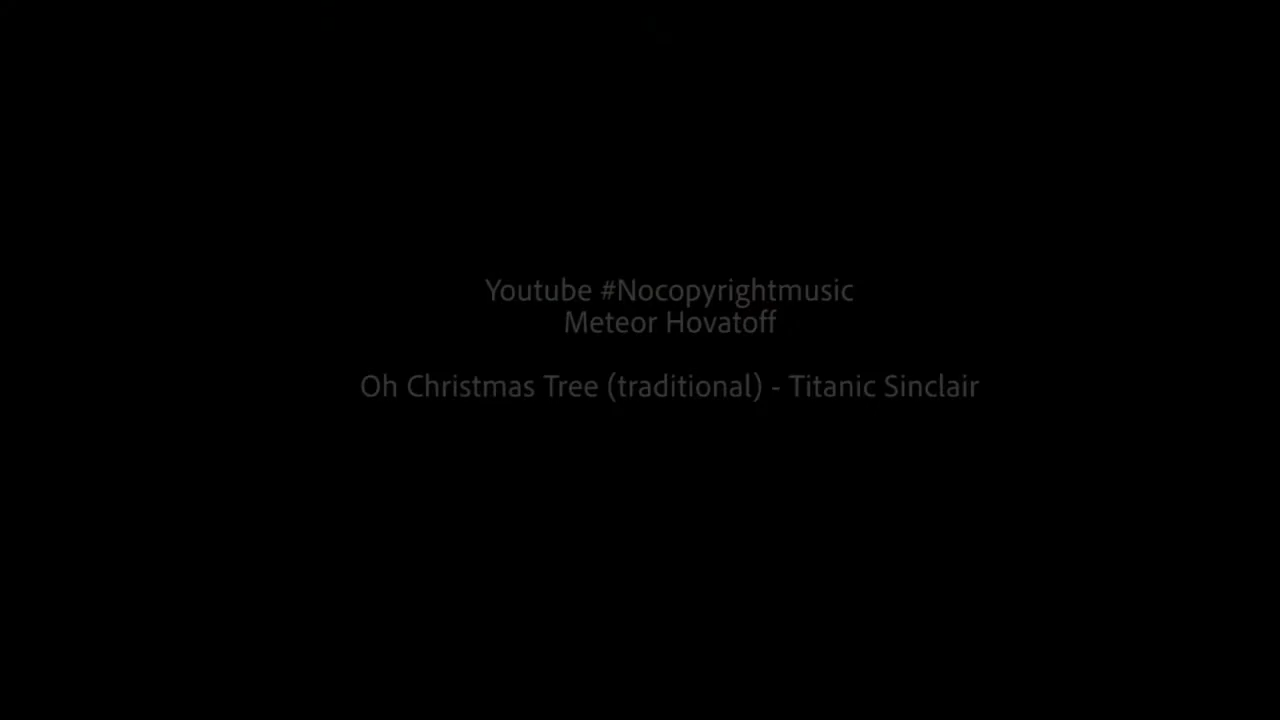 Youtube #Nocopyrightmusic
Meteor Hovatoff
Oh Christmas Tree (traditional) - Titanic Sinclair